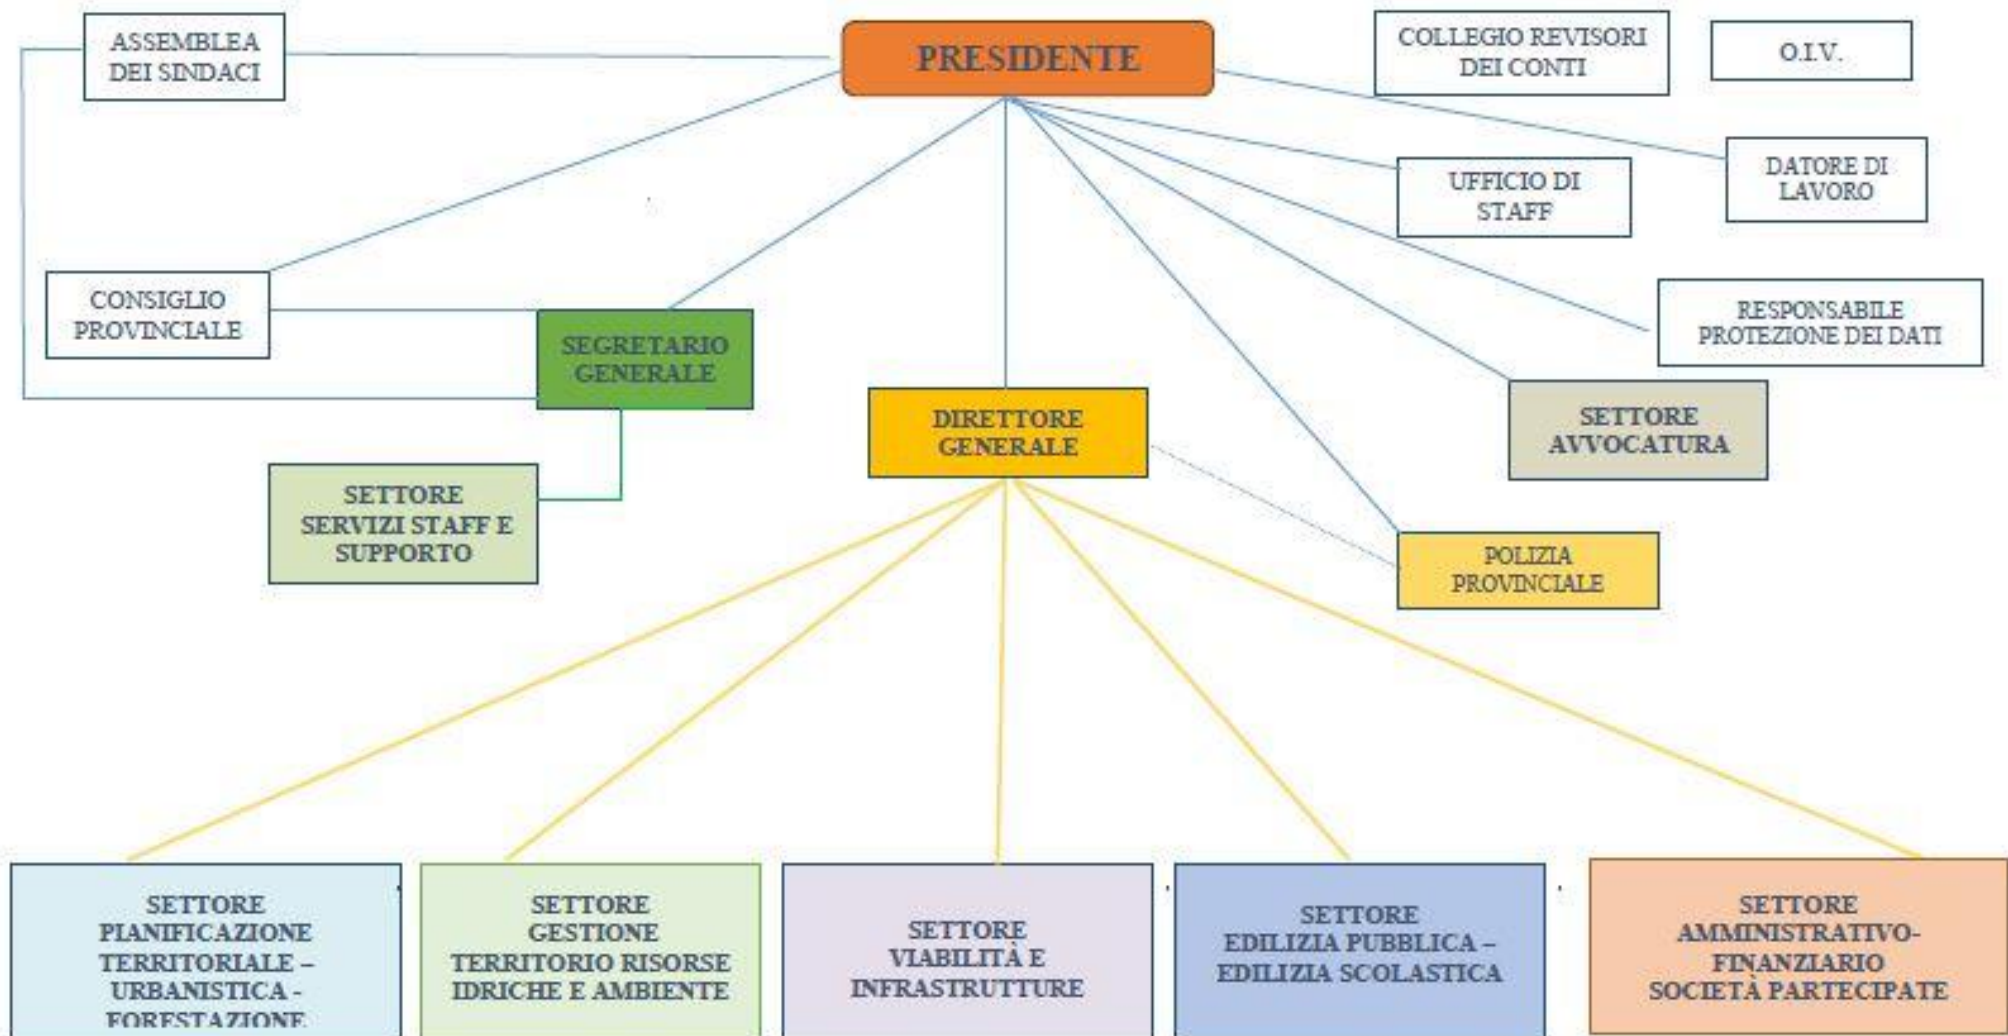 ASSEMBLEA
DEI SINDACI
PRESIDENTE
COLLEGIO REVISORI
DEI CONTI
O.I.V.
UFFICIO DI
STAFF
DATORE DI
LAVORO
CONSIGLIO
PROVINCIALE
SEGRETARIO
GENERALE
RESPONSABILE
PROTEZIONE DEI DATI
DIRETTORE
GENERALE
SETTORE
AVVOCATURA
SETTORE
SERVIZI STAFF E
SUPPORTO
POLIZIA
PROVINCIALE
SETTORE
PIANIFICAZIONE
TERRITORIALE –
URBANISTICA -
FORESTAZIONE
SETTORE
GESTIONE
TERRITORIO RISORSE
IDRICHE E AMBIENTE
SETTORE
VIABILITÀ E
INFRASTRUTTURE
SETTORE
EDILIZIA PUBBLICA –
EDILIZIA SCOLASTICA
SETTORE
AMMINISTRATIVO-
FINANZIARIO
SOCIETÀ PARTECIPATE